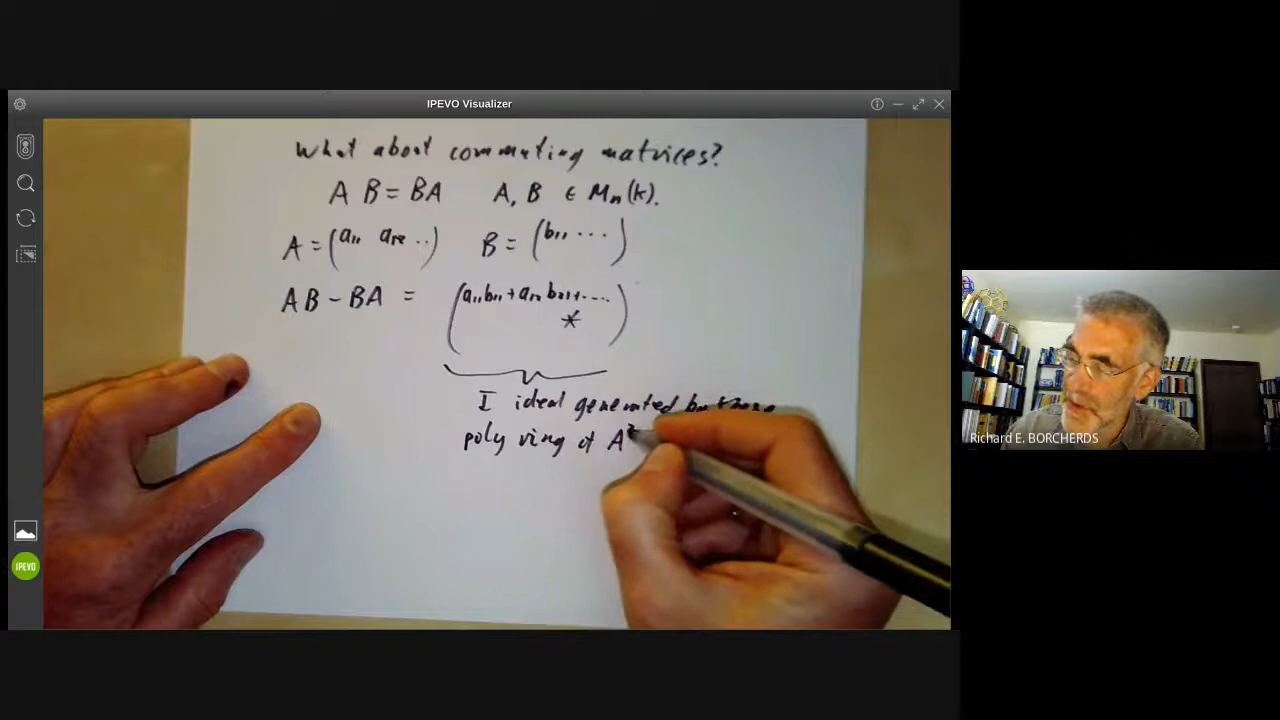 IPEVO Visualizer
What about commuting matrices?
A B = BA    A, B ∈ Mn(k).
A = (a11 a12 ..)    B = (b11 ...)
AB - BA = (a11b11 + a12b21+.... *)
I ideal generated by these
poly ring of A
Richard E. BORCHERDS
IPEVO